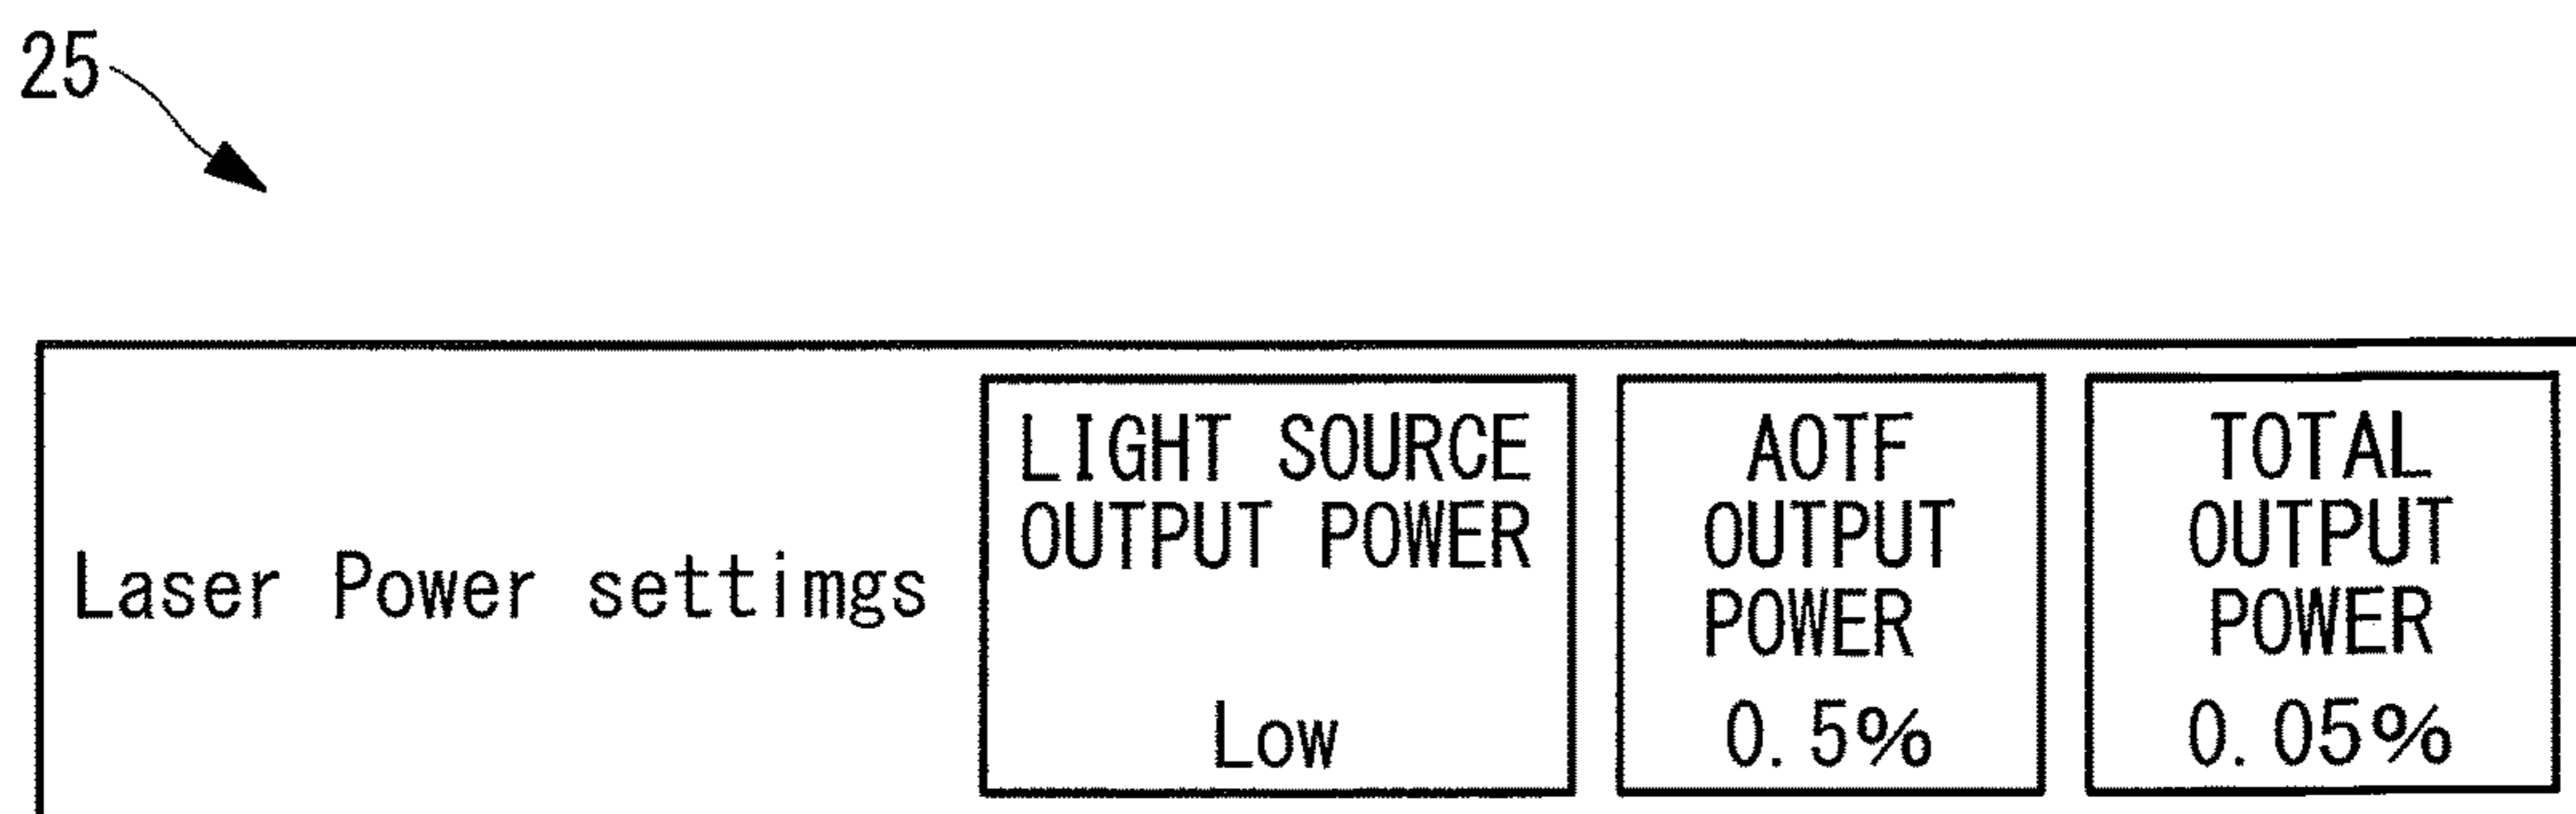 25
Laser Power settimgs
LIGHT SOURCE
OUTPUT POWER
Low
AOTF
OUTPUT
POWER
0.5%
TOTAL
OUTPUT
POWER
0.05%